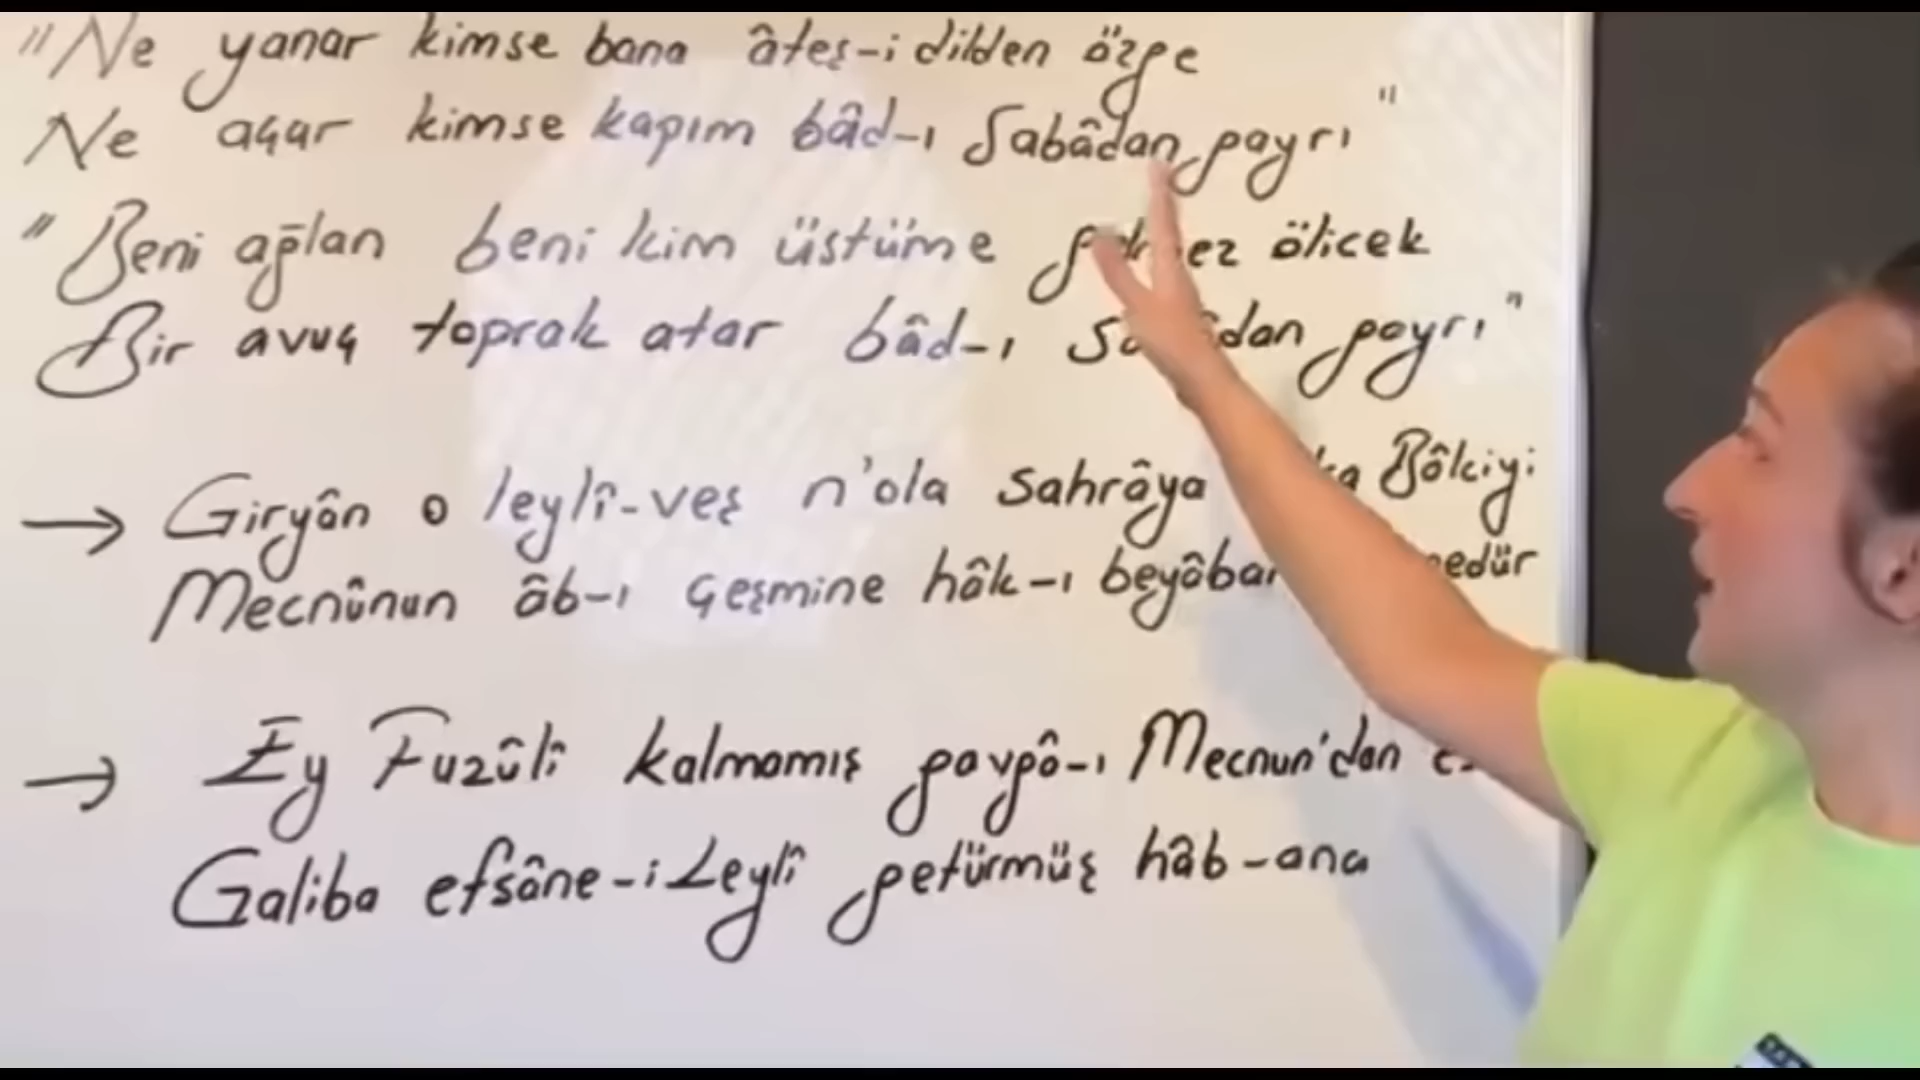 "Ne yanar kimse bana âteş-i dilden özge
Ne açar kimse kapım bâd-ı Sabâdan gayrı"
"Beni ağlan beni kim üstüme ölicek
Bir avuç toprak atar bâd-ı gayrı"
→ Giryân o leylî-veş n'ola sahrâya Bâkiyi
Mecnûnun âb-ı çeşmine hâk-ı
→ Ey Fuzûlî kalmamış gavgâ-ı Mecnun'dan
Galiba efsâne-i Leylî getürmüş hâb-ana